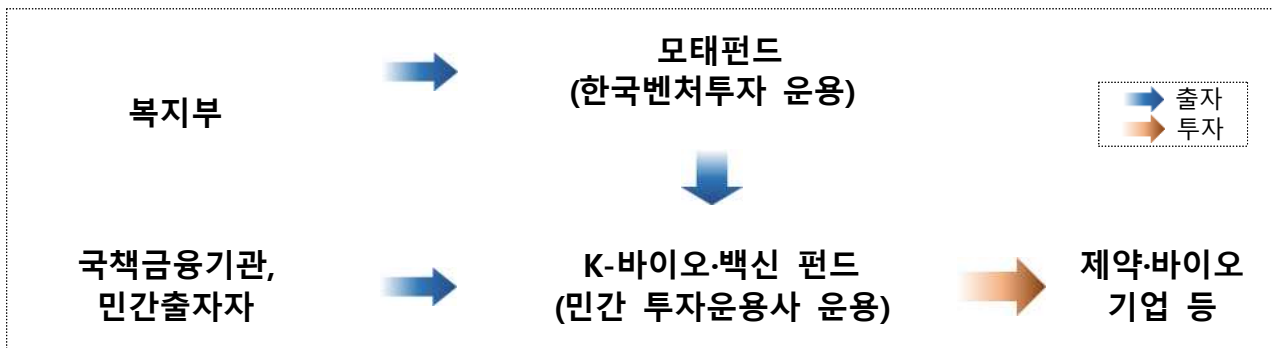 복지부
모태펀드
(한국벤처투자 운용)
출자
투자
국책금융기관,
민간출자자
K-바이오·백신 펀드
(민간 투자운용사 운용)
제약·바이오
기업 등